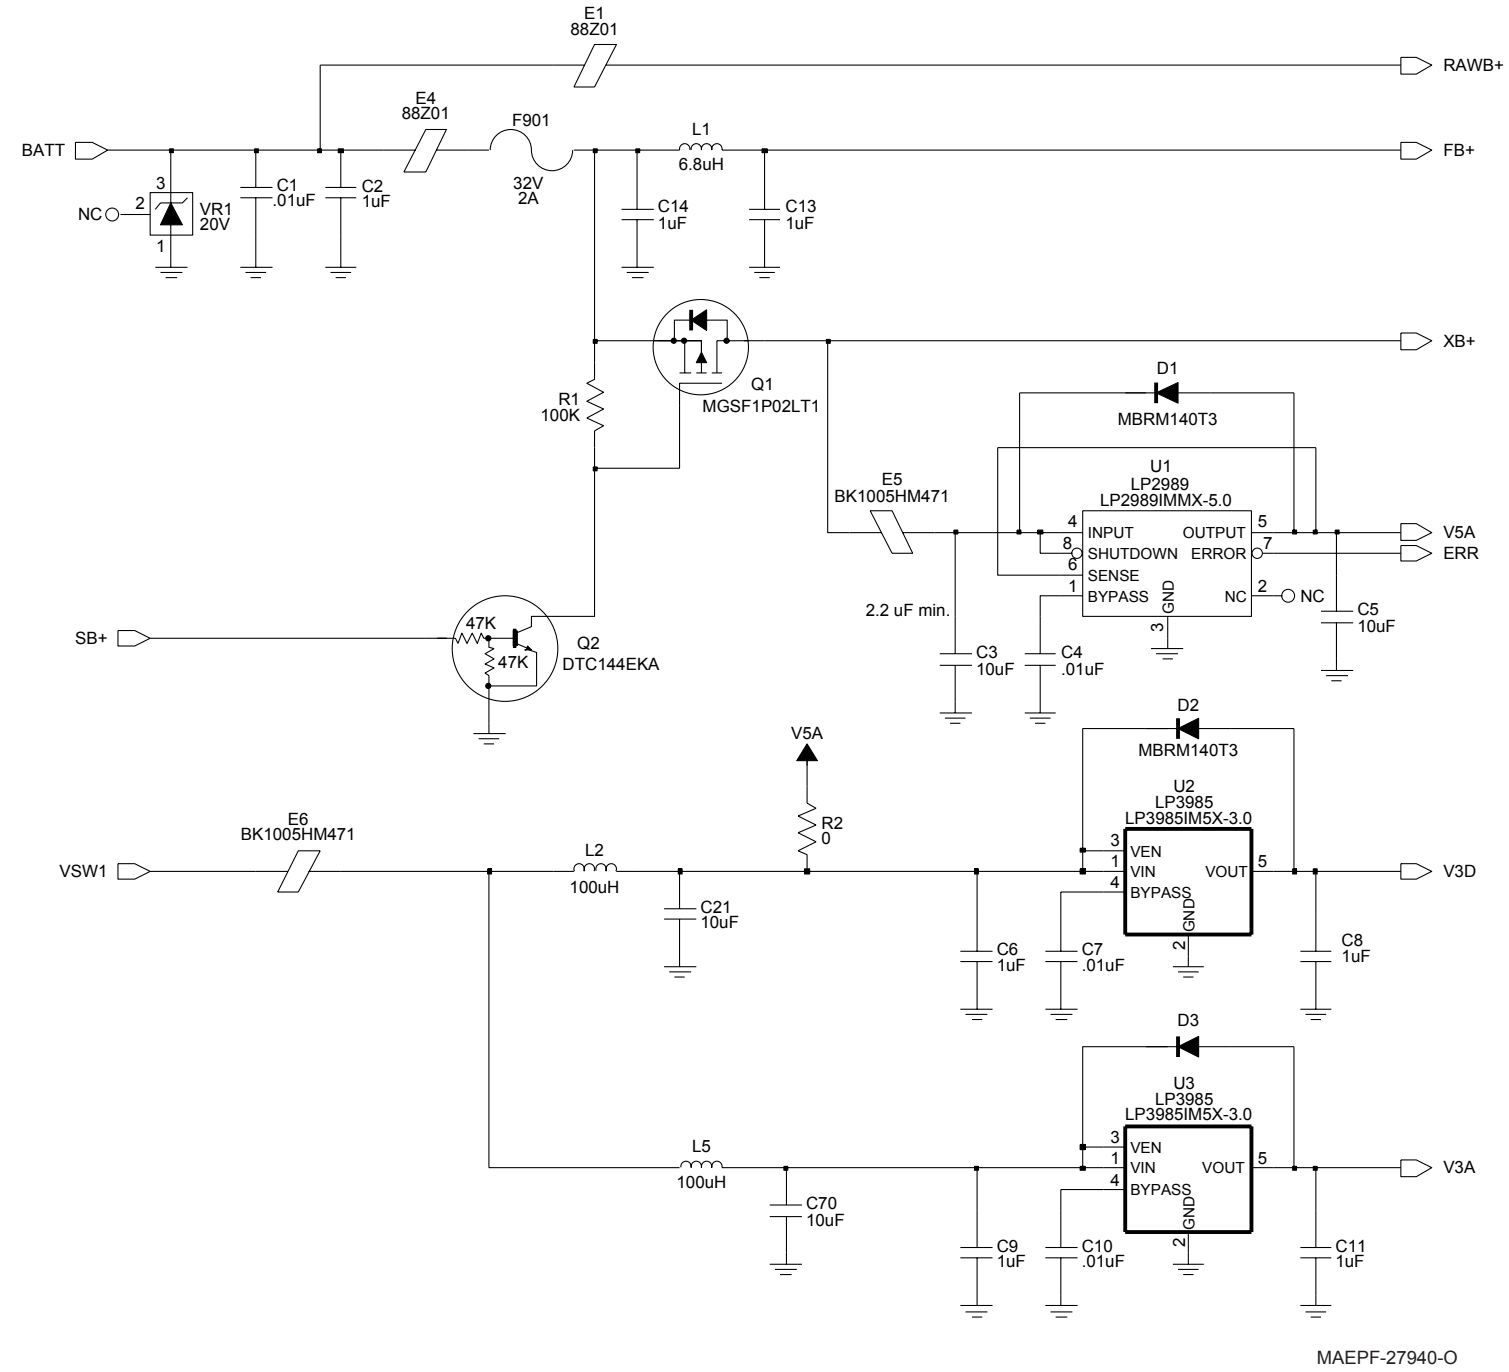 E1
88Z01
RAWB+
E4
88Z01
F901
L1
6.8uH
BATT
FB+
32V
2A
3
2
NC
1
VR1
20V
C1
.01uF
C2
1uF
C14
1uF
C13
1uF
XB+
Q1
MGSF1P02LT1
R1
100K
D1
MBRM140T3
U1
LP2989
LP2989IMMX-5.0
E5
BK1005HM471
4
INPUT
OUTPUT
5
V5A
8
SHUTDOWN
ERROR
7
ERR
6
SENSE
1
BYPASS
GND
NC
2
NC
3
2.2 uF min.
C5
10uF
C3
10uF
C4
.01uF
SB+
47K
47K
Q2
DTC144EKA
V5A
R2
0
D2
MBRM140T3
U2
LP3985
LP3985IM5X-3.0
E6
BK1005HM471
VSW1
L2
100uH
3
VEN
1
VIN
VOUT
5
V3D
4
BYPASS
GND
2
C21
10uF
C6
1uF
C7
.01uF
C8
1uF
D3
U3
LP3985
LP3985IM5X-3.0
L5
100uH
3
VEN
1
VIN
VOUT
5
V3A
4
BYPASS
GND
2
C70
10uF
C9
1uF
C10
.01uF
C11
1uF
MAEPF-27940-O